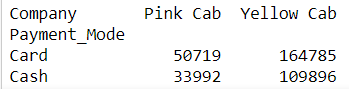 Company Pink Cab Yellow Cab
Payment_Mode
Card 50719 164785
Cash 33992 109896